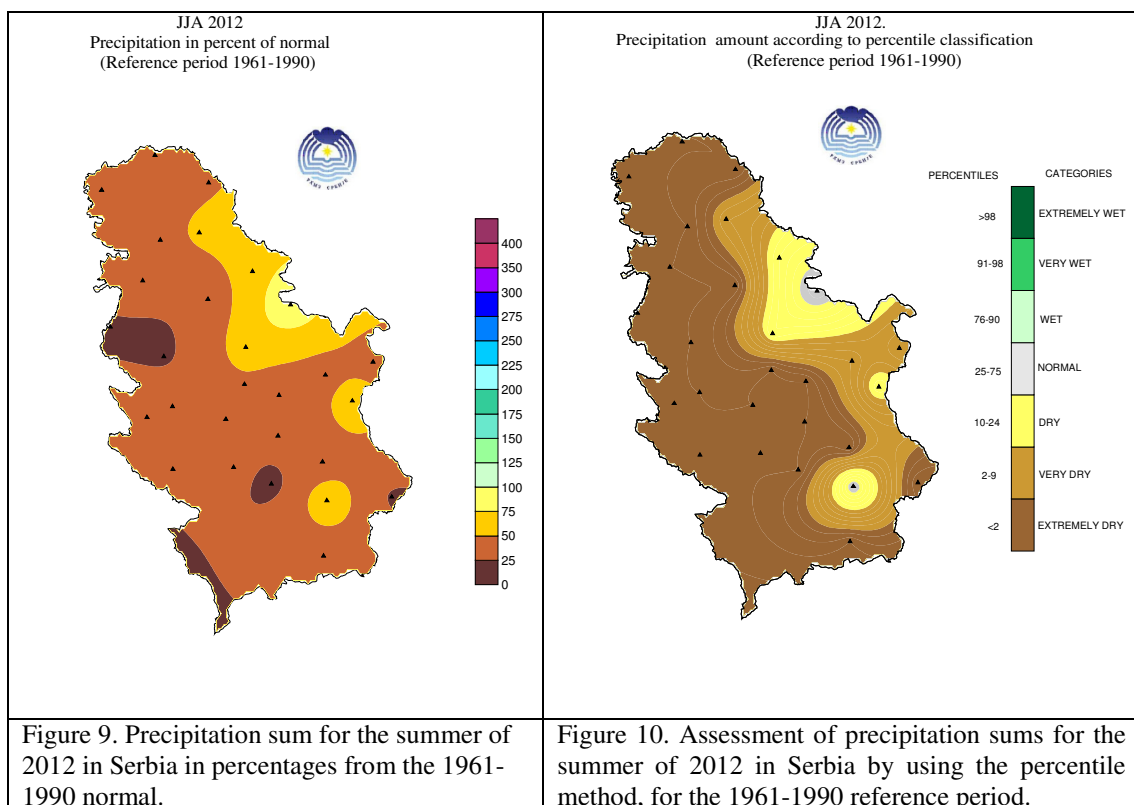 JJA 2012
Precipitation in percent of normal
(Reference period 1961-1990)
400
350
300
250
225
200
175
150
125
100
75
50
25
0
Figure 9. Precipitation sum for the summer of
2012 in Serbia in percentages from the 1961-
1990 normal.
JJA 2012.
Precipitation amount according to percentile classification
(Reference period 1961-1990)
PERCENTILES CATEGORIES
>98 EXTREMELY WET
91-98 VERY WET
76-90 WET
25-75 NORMAL
10-24 DRY
2-9 VERY DRY
<2 EXTREMELY DRY
Figure 10. Assessment of precipitation sums for the
summer of 2012 in Serbia by using the percentile
method, for the 1961-1990 reference period.